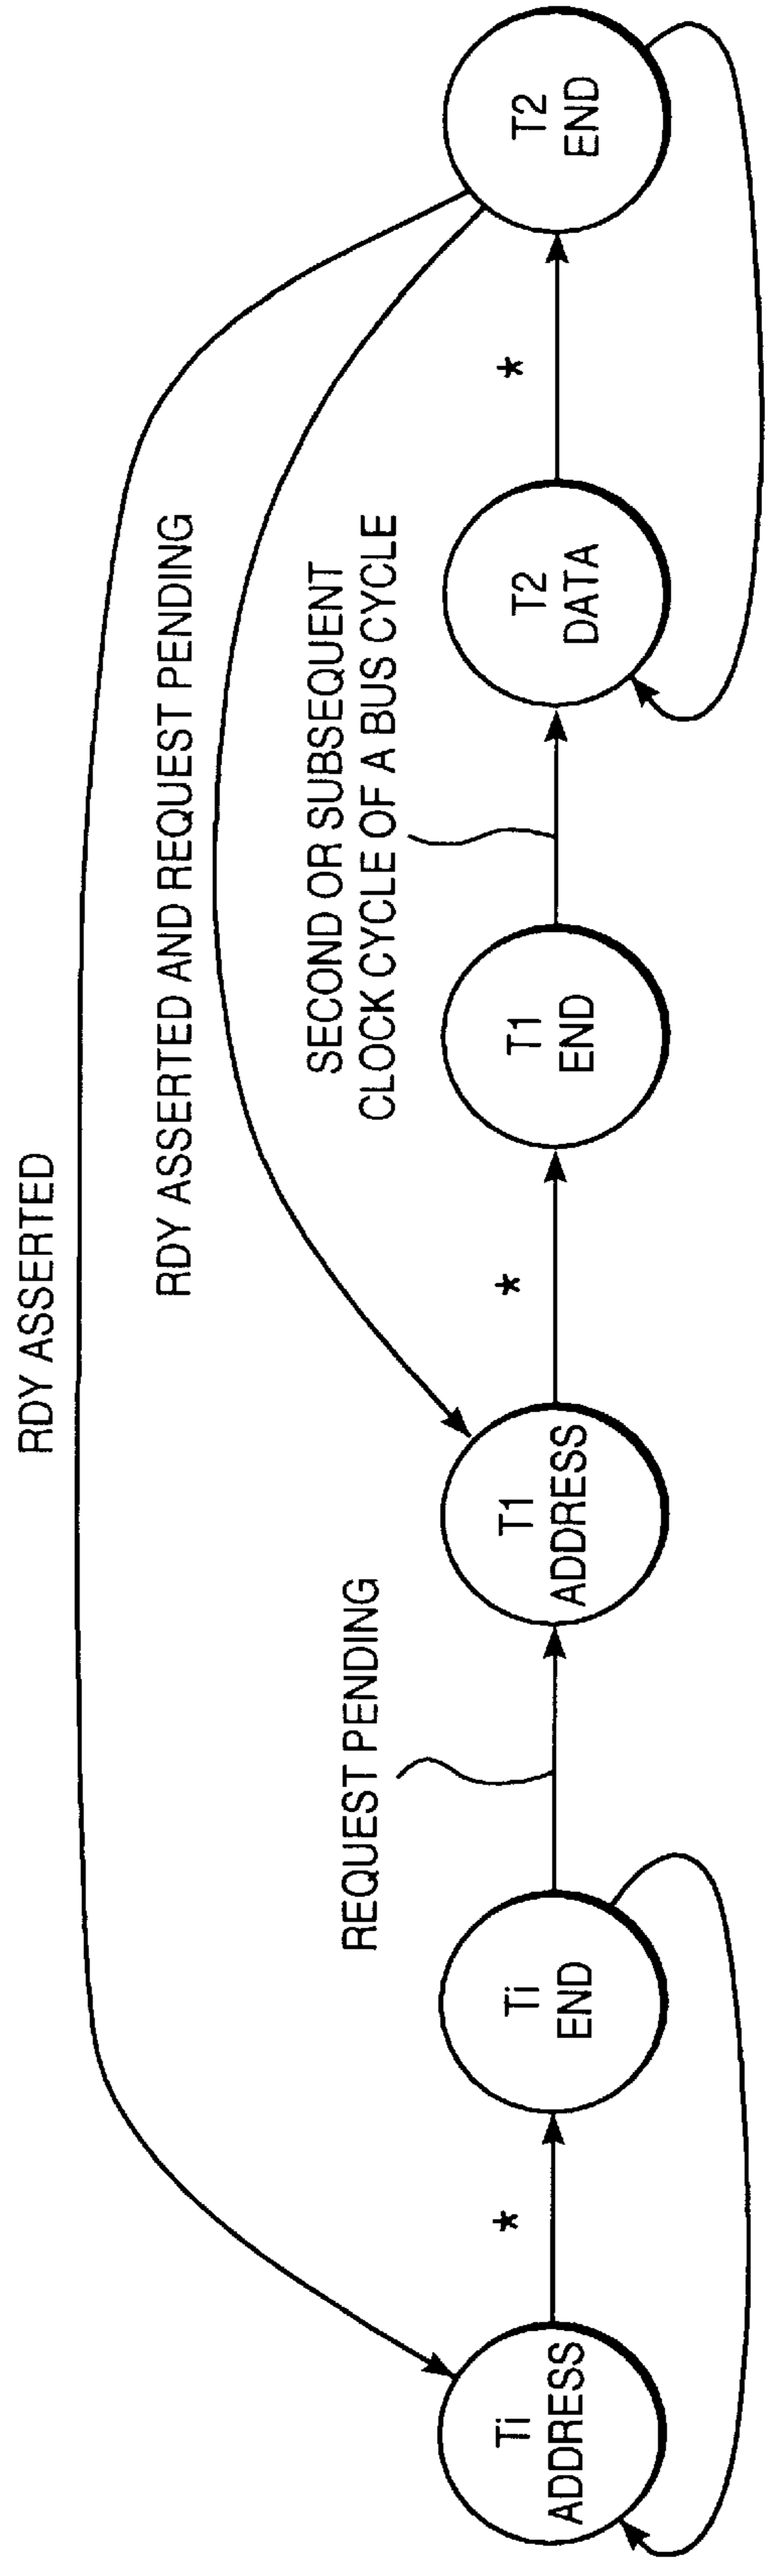 RDY ASSERTED
RDY ASSERTED AND REQUEST PENDING
SECOND OR SUBSEQUENT
CLOCK CYCLE OF A BUS CYCLE
REQUEST PENDING
*
*
*
Ti
ADDRESS
Ti
END
T1
ADDRESS
T1
END
T2
DATA
T2
END